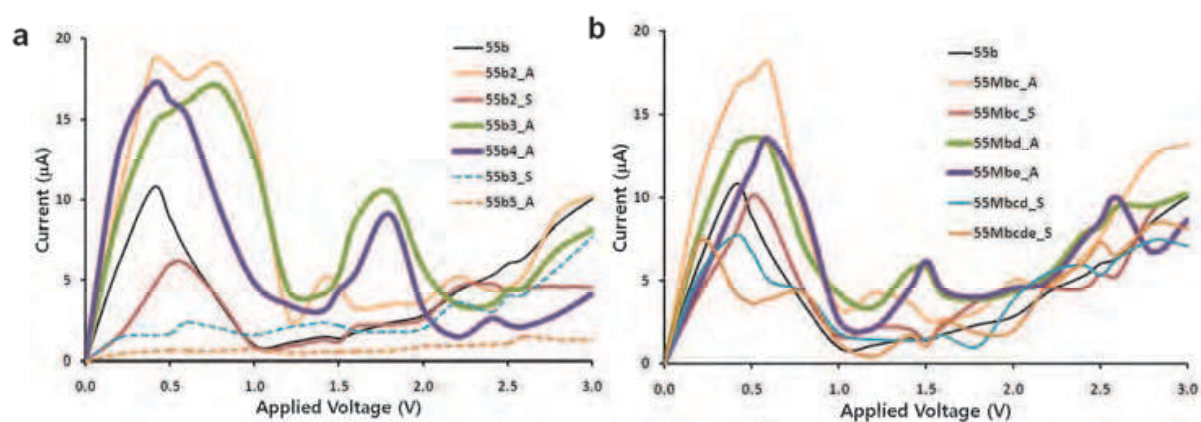 a
20
15
10
5
0
Current (μA)
0.0 0.5 1.0 1.5 2.0 2.5 3.0
Applied Voltage (V)
55b
55b2_A
55b2_S
55b3_A
55b4_A
55b3_S
55b5_A
b
20
15
10
5
0
Current (μA)
0.0 0.5 1.0 1.5 2.0 2.5 3.0
Applied Voltage (V)
55b
55Mbc_A
55Mbc_S
55Mbd_A
55Mbe_A
55Mbcd_S
55Mbcde_S